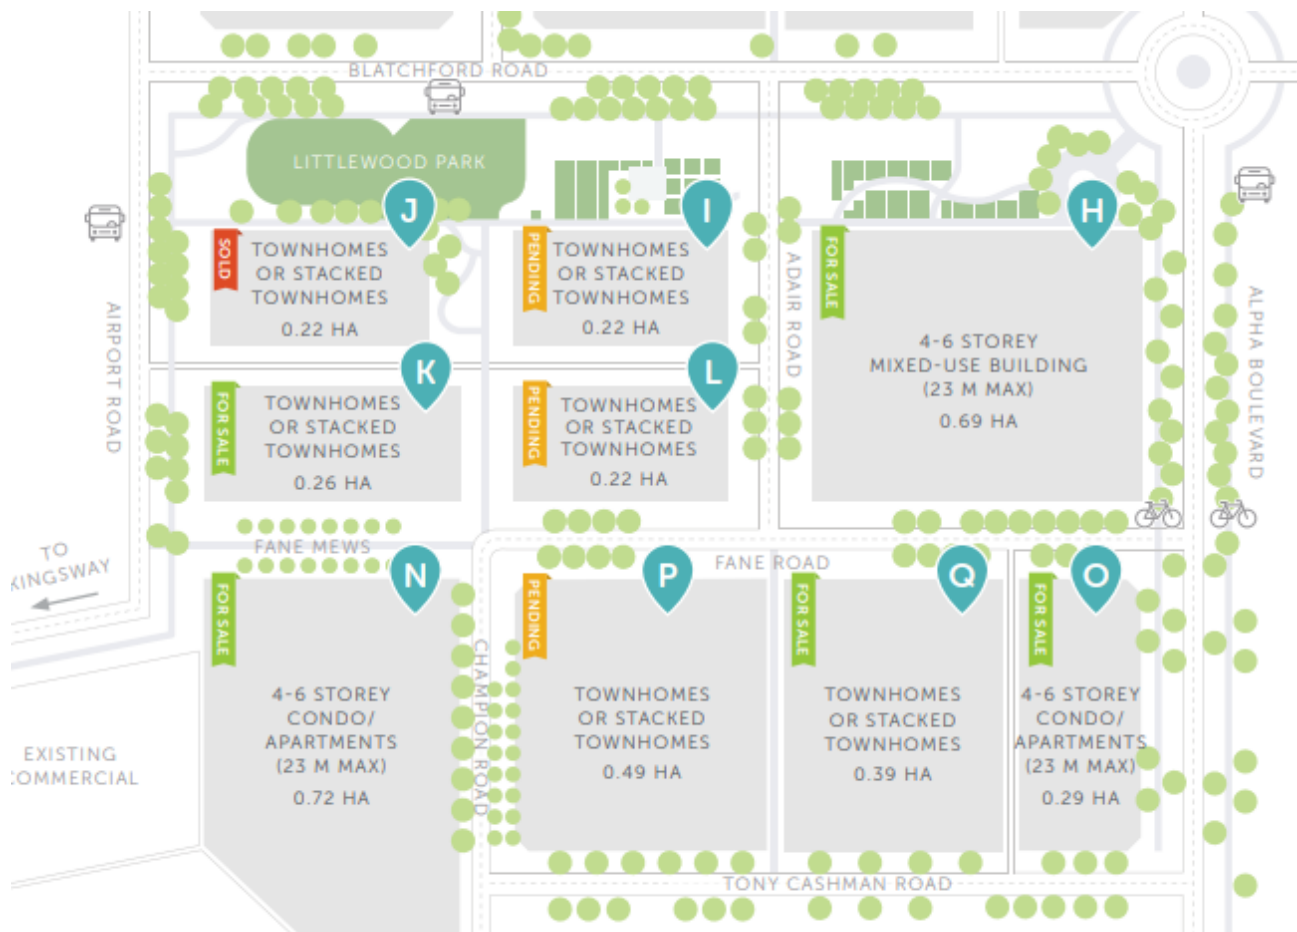 BLATCHFORD ROAD
LITTLEWOOD PARK
J
I
H
SOLD
TOWNHOMES
OR STACKED
TOWNHOMES
0.22 HA
PENDING
TOWNHOMES
OR STACKED
TOWNHOMES
0.22 HA
ADAIR ROAD
FOR SALE
4-6 STOREY
MIXED-USE BUILDING
(23 M MAX)
0.69 HA
ALPHA BOULEVARD
AIRPORT ROAD
K
L
FOR SALE
TOWNHOMES
OR STACKED
TOWNHOMES
0.26 HA
PENDING
TOWNHOMES
OR STACKED
TOWNHOMES
0.22 HA
FANE MEWS
FANE ROAD
TO
KINGSWAY
N
P
Q
O
FOR SALE
4-6 STOREY
CONDO/
APARTMENTS
(23 M MAX)
0.72 HA
CHAMPION ROAD
PENDING
TOWNHOMES
OR STACKED
TOWNHOMES
0.49 HA
FOR SALE
TOWNHOMES
OR STACKED
TOWNHOMES
0.39 HA
FOR SALE
4-6 STOREY
CONDO/
APARTMENTS
(23 M MAX)
0.29 HA
EXISTING
COMMERCIAL
TONY CASHMAN ROAD